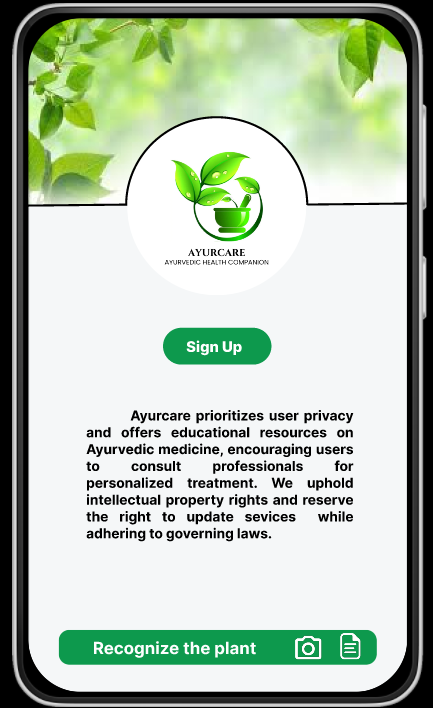 AYURCARE
AYURVEDIC HEALTH COMPANION
Sign Up
Ayurcare prioritizes user privacy
and offers educational resources on
Ayurvedic medicine, encouraging users
to consult professionals for
personalized treatment. We uphold
intellectual property rights and reserve
the right to update sevices while
adhering to governing laws.
Recognize the plant